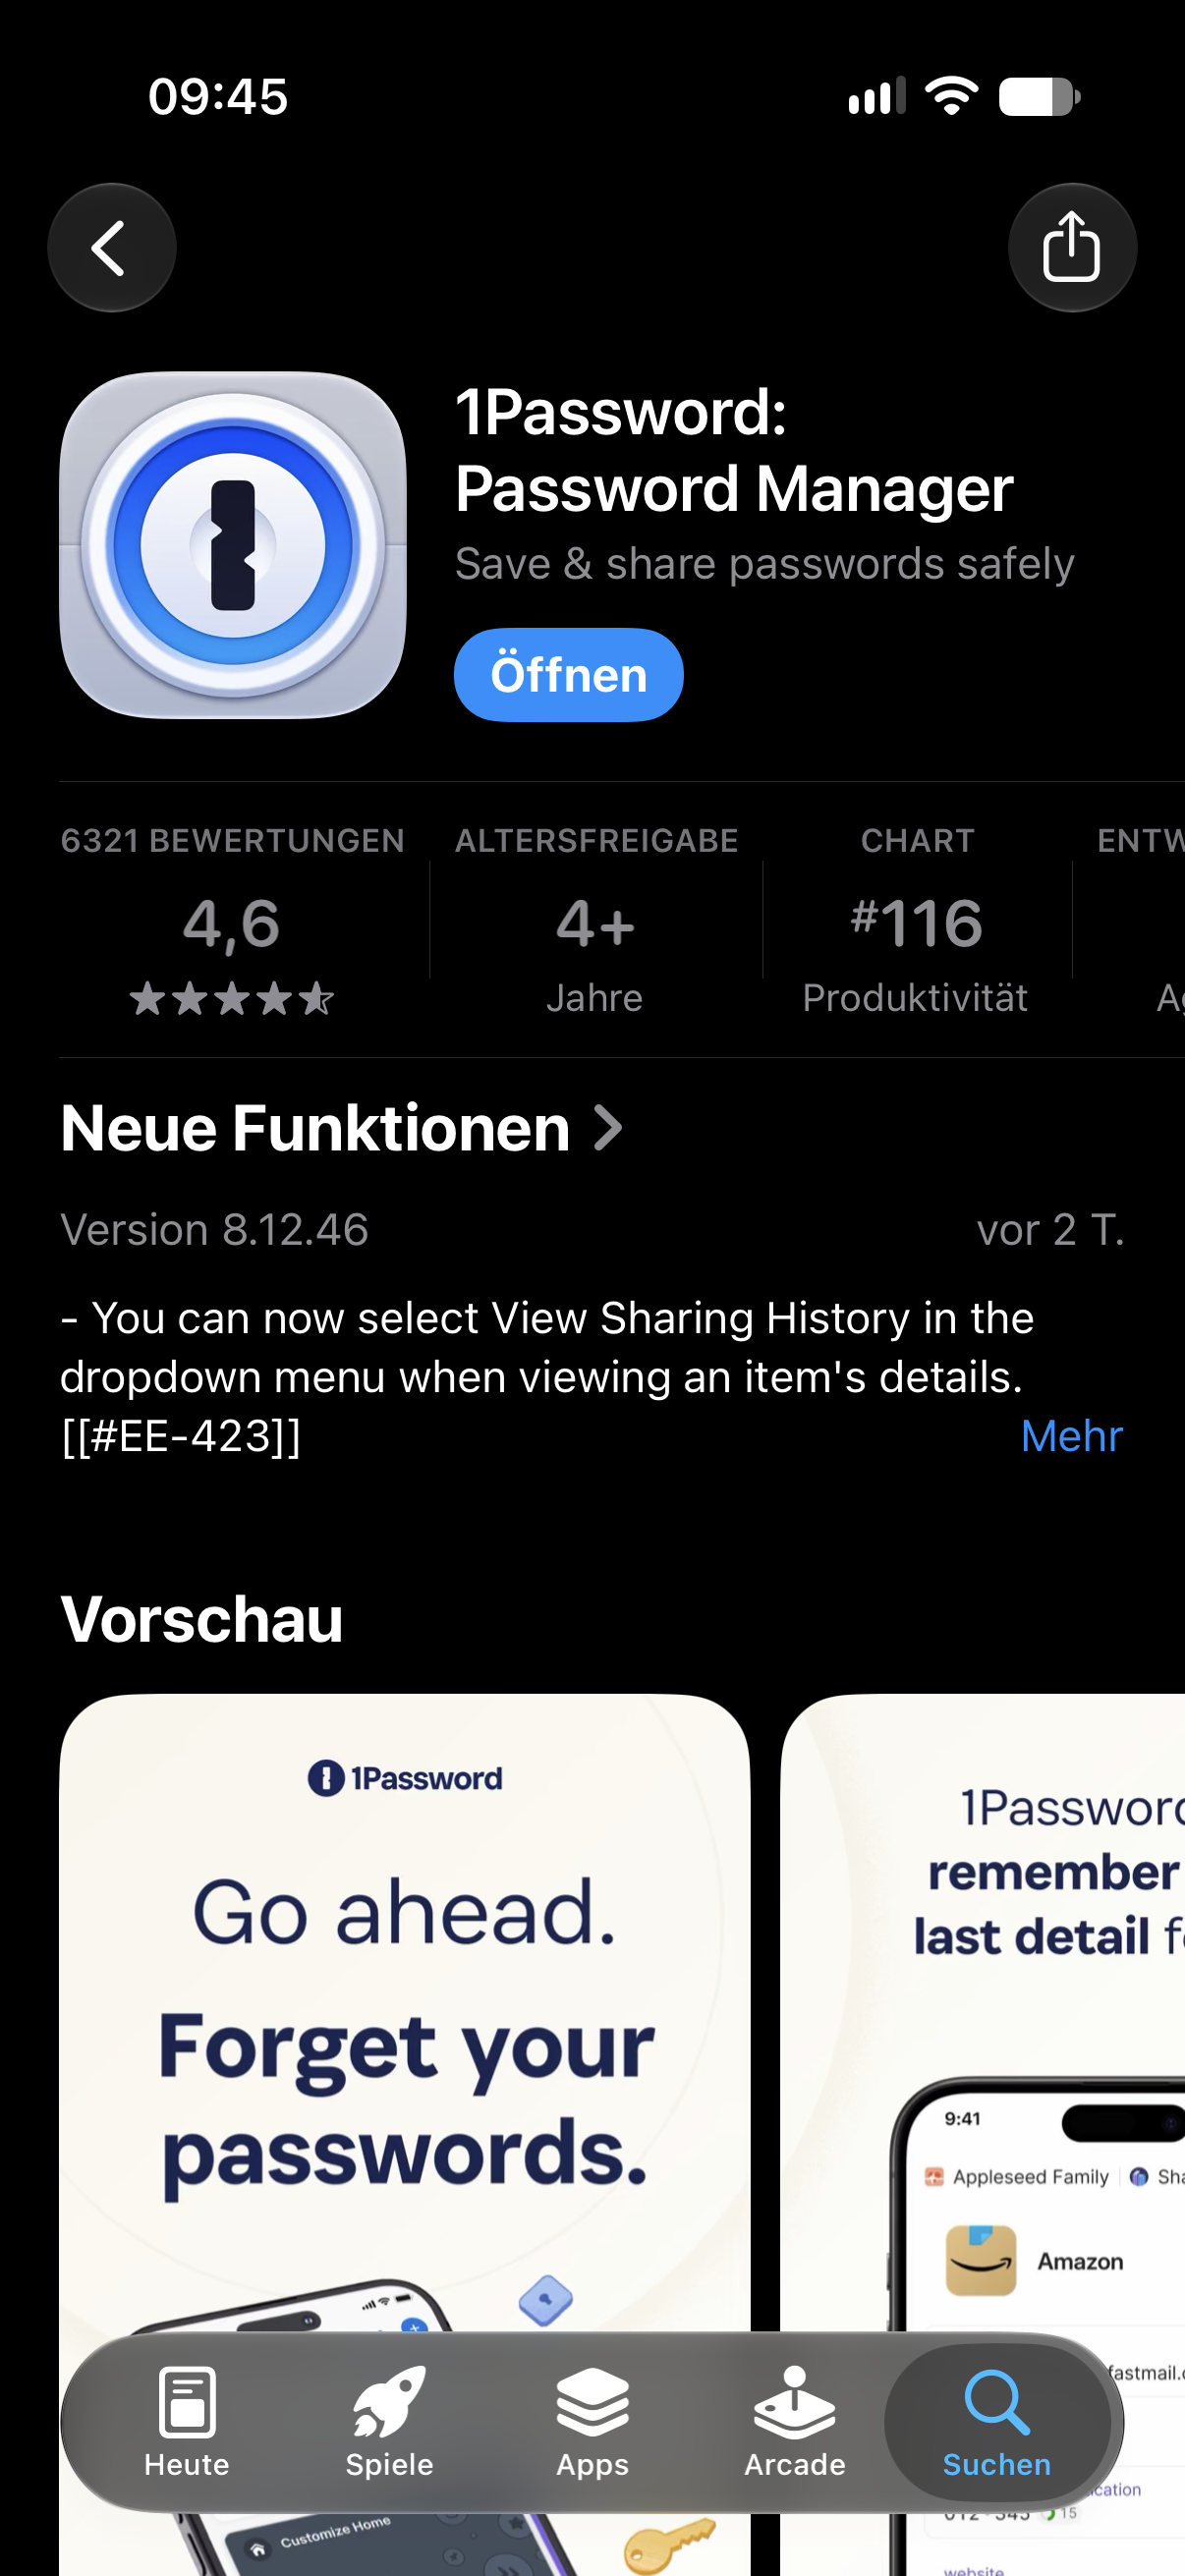 09:45
1Password:
Password Manager
Save & share passwords safely
Öffnen
6321 BEWERTUNGEN
4,6
ALTERSFREIGABE
4+
Jahre
CHART
#116
Produktivität
Neue Funktionen
Version 8.12.46
vor 2 T.
- You can now select View Sharing History in the
dropdown menu when viewing an item's details.
[[#EE-423]]
Mehr
Vorschau
1Password
Go ahead.
Forget your
passwords.
Customize Home
1Password
remember
last detail
9:41
Appleseed Family
Amazon
15
website
Heute
Spiele
Apps
Arcade
Suchen